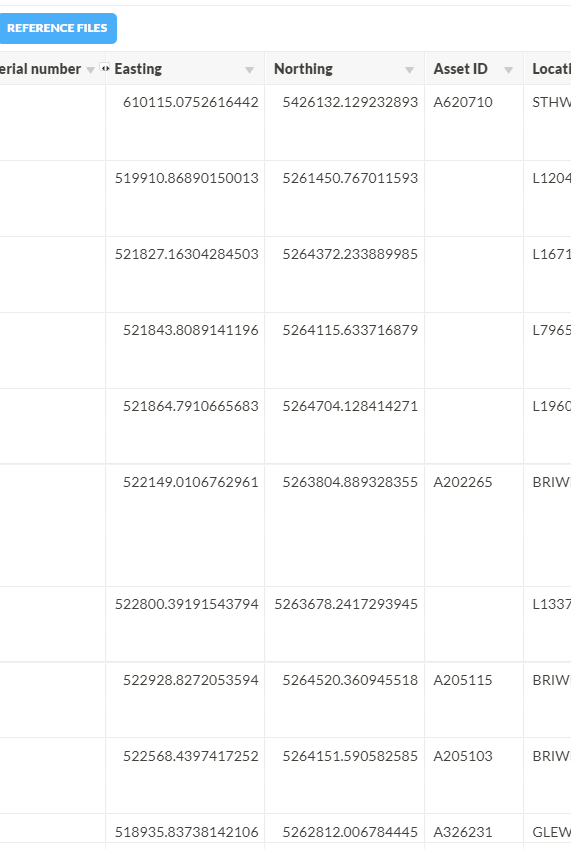 REFERENCE FILES
erial number Easting Northing Asset ID Locati
610115.0752616442 5426132.129232893 A620710 STHW
519910.86890150013 5261450.767011593 L1204
521827.16304284503 5264372.233889985 L1671
521843.8089141196 5264115.633716879 L7965
521864.7910665683 5264704.128414271 L1960
522149.0106762961 5263804.889328355 A202265 BRIW
522800.39191543794 5263678.2417293945 L1337
522928.8272053594 5264520.360945518 A205115 BRIW
522568.4397417252 5264151.590582585 A205103 BRIW
518935.83738142106 5262812.006784445 A326231 GLEW